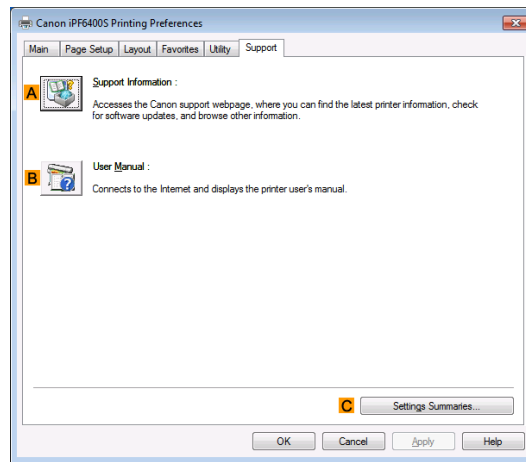 Canon iPF6400S Printing Preferences
Main Page Setup Layout Favorites Utility Support
A Support Information :
Accesses the Canon support webpage, where you can find the latest printer information, check
for software updates, and browse other information.
B User Manual :
Connects to the Internet and displays the printer user's manual.
C Settings Summaries...
OK Cancel Apply Help